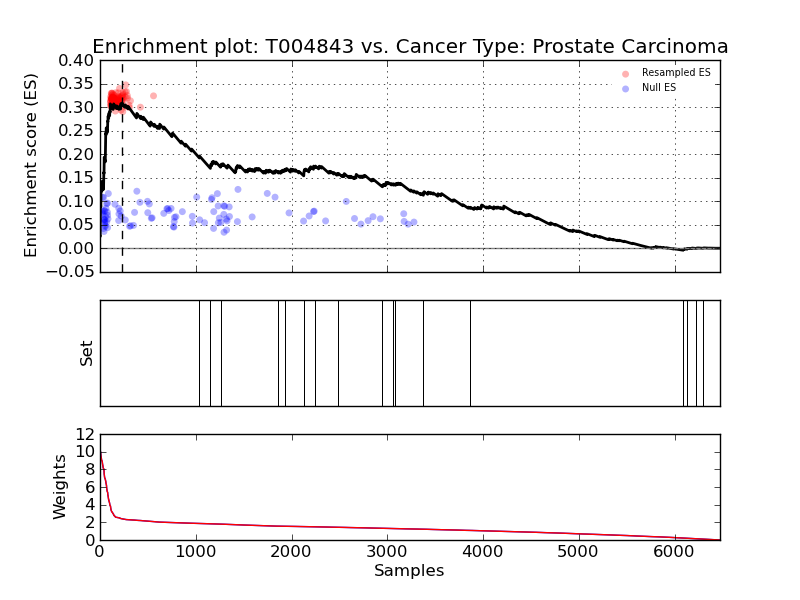 Enrichment plot: T004843 vs. Cancer Type: Prostate Carcinoma
0.40
0.35
0.30
0.25
0.20
0.15
0.10
0.05
0.00
−0.05
Enrichment score (ES)
Resampled ES
Null ES
Set
12
10
8
6
4
2
0
Weights
0 1000 2000 3000 4000 5000 6000
Samples